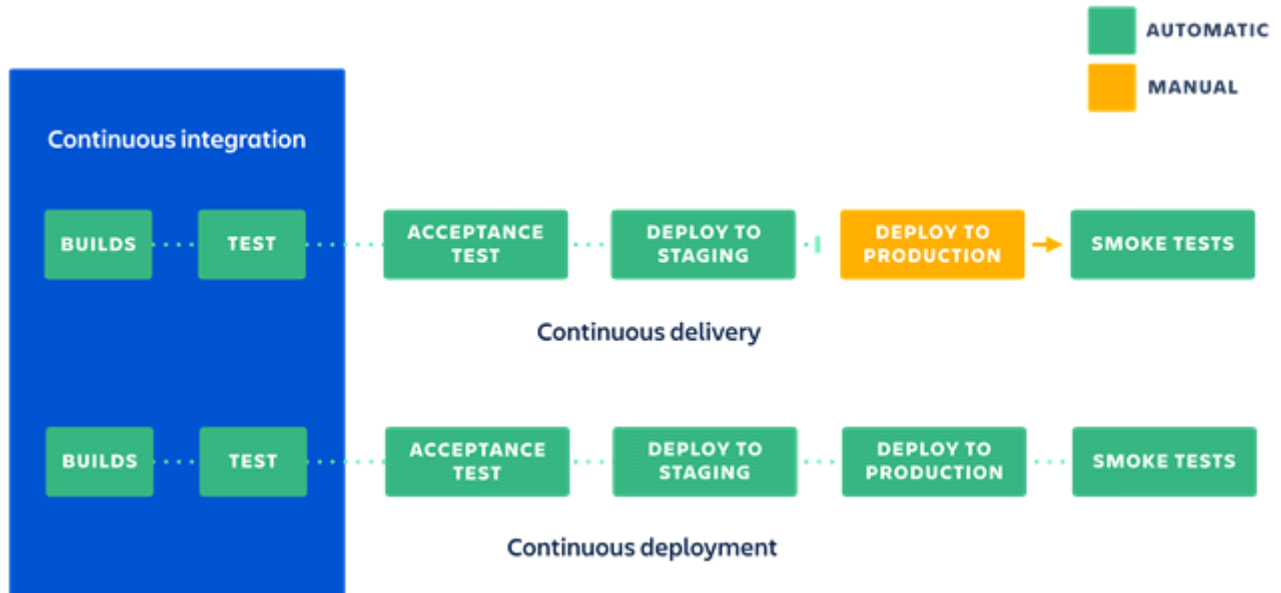 AUTOMATIC
MANUAL
Continuous integration
BUILDS
TEST
ACCEPTANCE
TEST
DEPLOY TO
STAGING
DEPLOY TO
PRODUCTION
SMOKE TESTS
Continuous delivery
BUILDS
TEST
ACCEPTANCE
TEST
DEPLOY TO
STAGING
DEPLOY TO
PRODUCTION
SMOKE TESTS
Continuous deployment